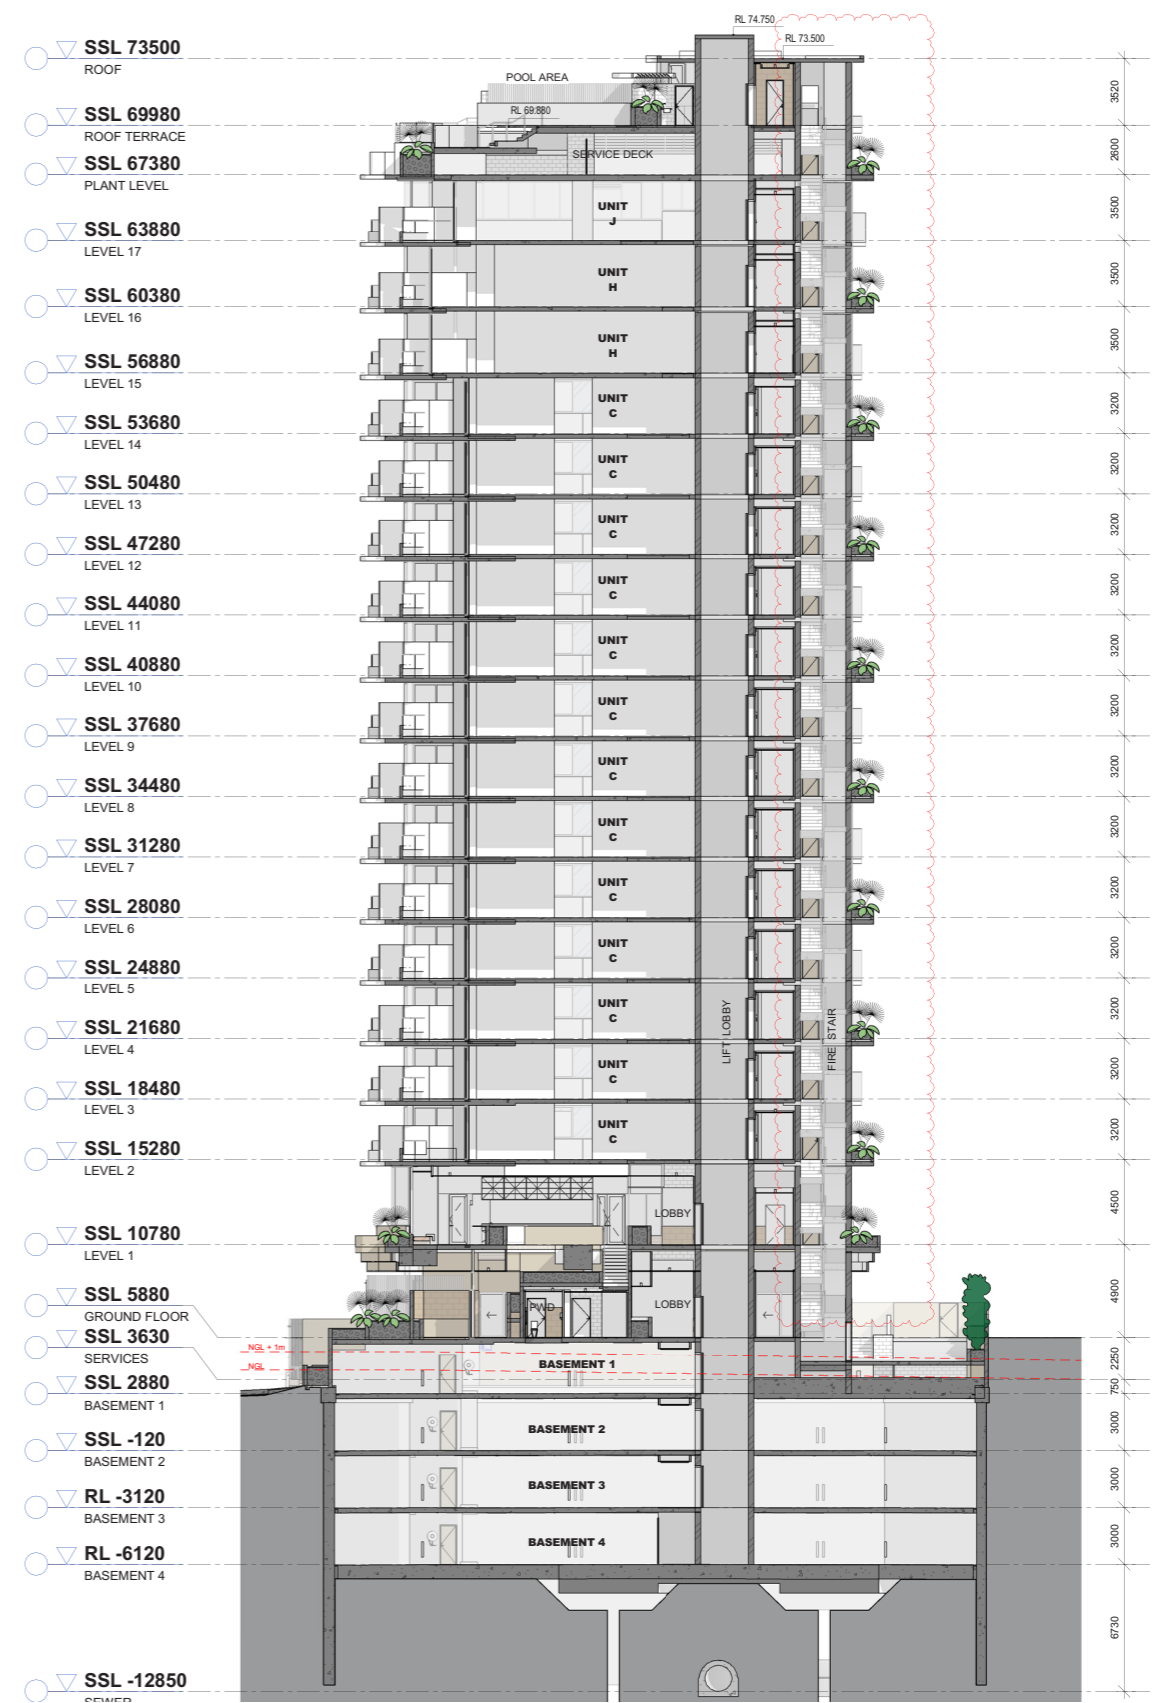 RL 74.750
SSL 73500
ROOF
RL 73.500
3520
POOL AREA
RL 69.880
SSL 69980
ROOF TERRACE
2600
SERVICE DECK
SSL 67380
PLANT LEVEL
3500
UNIT
J
SSL 63880
LEVEL 17
3500
UNIT
H
SSL 60380
LEVEL 16
3500
UNIT
H
SSL 56880
LEVEL 15
3200
UNIT
C
SSL 53680
LEVEL 14
3200
UNIT
C
SSL 50480
LEVEL 13
3200
UNIT
C
SSL 47280
LEVEL 12
3200
UNIT
C
SSL 44080
LEVEL 11
3200
UNIT
C
SSL 40880
LEVEL 10
3200
UNIT
C
SSL 37680
LEVEL 9
3200
UNIT
C
SSL 34480
LEVEL 8
3200
UNIT
C
SSL 31280
LEVEL 7
3200
UNIT
C
SSL 28080
LEVEL 6
3200
UNIT
C
SSL 24880
LEVEL 5
3200
UNIT
C
SSL 21680
LEVEL 4
LIFT LOBBY
FIRE STAIR
3200
UNIT
C
SSL 18480
LEVEL 3
3200
UNIT
C
SSL 15280
LEVEL 2
4500
LOBBY
SSL 10780
LEVEL 1
4900
LOBBY
PWD
SSL 5880
GROUND FLOOR
SSL 3630
SERVICES
NGL + 1m
NGL
BASEMENT 1
2250
750
SSL 2880
BASEMENT 1
BASEMENT 2
3000
SSL -120
BASEMENT 2
BASEMENT 3
3000
RL -3120
BASEMENT 3
BASEMENT 4
3000
RL -6120
BASEMENT 4
6730
SSL -12850
SEWER